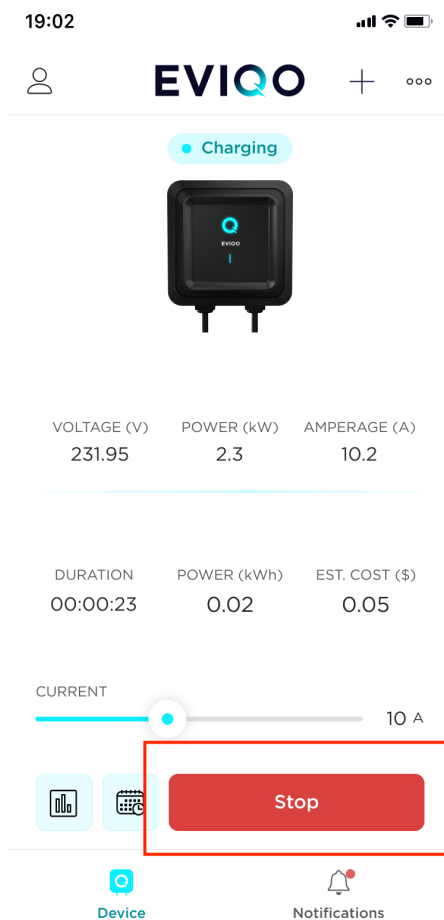 19:02
EVIQO
Charging
EVIQO
VOLTAGE (V) POWER (kW) AMPERAGE (A)
231.95 2.3 10.2
DURATION POWER (kWh) EST. COST ($)
00:00:23 0.02 0.05
CURRENT
10 A
Stop
Device Notifications